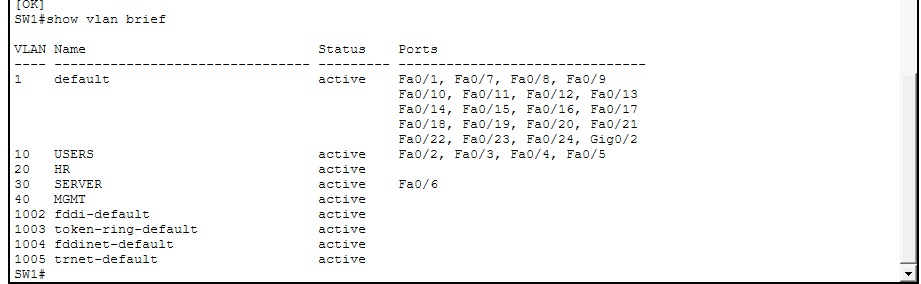 [OK]
SW1#show vlan brief
VLAN Name                             Status    Ports
---- -------------------------------- --------- -------------------------------
1    default                          active    Fa0/1, Fa0/7, Fa0/8, Fa0/9
                                                Fa0/10, Fa0/11, Fa0/12, Fa0/13
                                                Fa0/14, Fa0/15, Fa0/16, Fa0/17
                                                Fa0/18, Fa0/19, Fa0/20, Fa0/21
                                                Fa0/22, Fa0/23, Fa0/24, Gig0/2
10   USERS                            active    Fa0/2, Fa0/3, Fa0/4, Fa0/5
20   HR                               active
30   SERVER                           active    Fa0/6
40   MGMT                             active
1002 fddi-default                     active
1003 token-ring-default               active
1004 fddinet-default                  active
1005 trnet-default                    active
SW1#